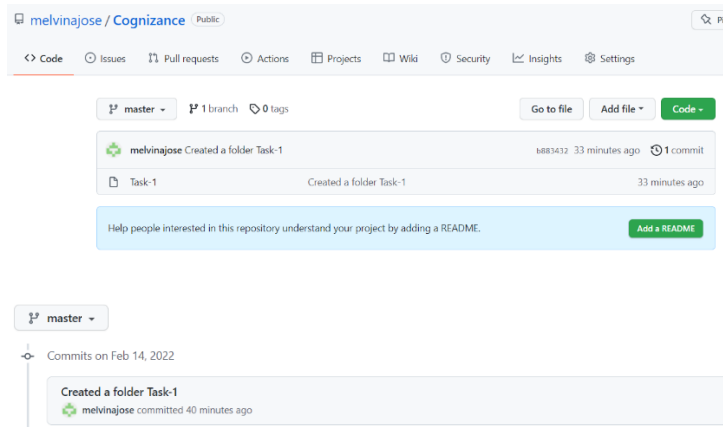 melvinajose / Cognizance Public
Code Issues Pull requests Actions Projects Wiki Security Insights Settings
master 1 branch 0 tags Go to file Add file Code
melvinajose Created a folder Task-1 b883432 33 minutes ago 1 commit
Task-1 Created a folder Task-1 33 minutes ago
Help people interested in this repository understand your project by adding a README. Add a README
master
Commits on Feb 14, 2022
Created a folder Task-1
melvinajose committed 40 minutes ago